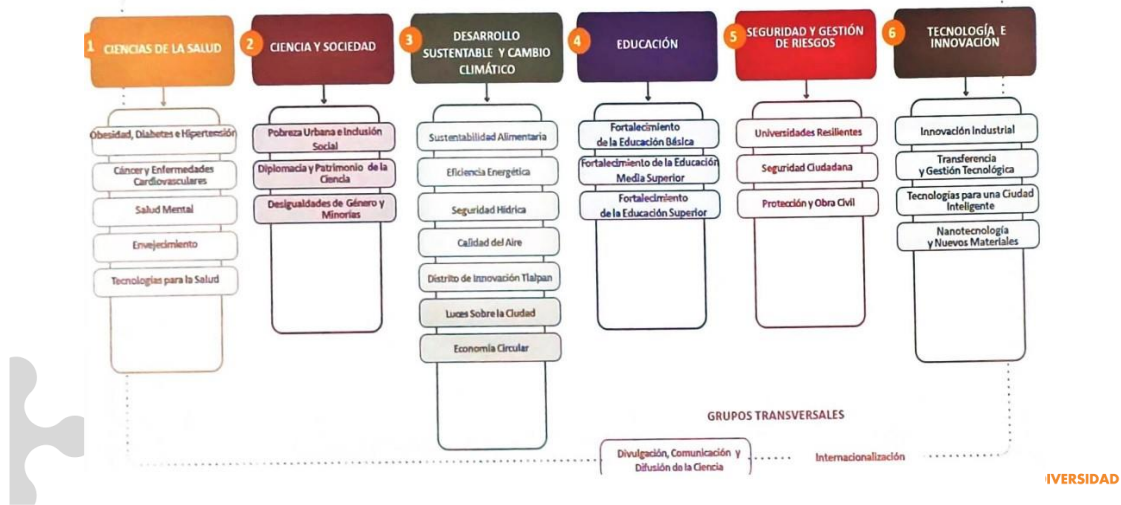 1
CIENCIAS DE LA SALUD
Obesidad, Diabetes e Hipertensión
Cáncer y Enfermedades
Cardiovasculares
Salud Mental
Envejecimiento
Tecnologías para la Salud
2
CIENCIA Y SOCIEDAD
Pobreza Urbana e Inclusión
Social
Diplomacia y Patrimonio de la
Ciencia
Desigualdades de Género y
Minorías
3
DESARROLLO
SUSTENTABLE Y CAMBIO
CLIMÁTICO
Sustentabilidad Alimentaria
Eficiencia Energética
Seguridad Hídrica
Calidad del Aire
Distrito de Innovación Tlalpan
Luces Sobre la Ciudad
Economía Circular
4
EDUCACIÓN
Fortalecimiento
de la Educación Básica
Fortalecimiento de la Educación
Media Superior
Fortalecimiento
de la Educación Superior
5
SEGURIDAD Y GESTIÓN
DE RIESGOS
Universidades Resilientes
Seguridad Ciudadana
Protección y Obra Civil
6
TECNOLOGÍA E
INNOVACIÓN
Innovación Industrial
Transferencia
y Gestión Tecnológica
Tecnologías para una Ciudad
Inteligente
Nanotecnología
y Nuevos Materiales
GRUPOS TRANSVERSALES
Divulgación, Comunicación y
Difusión de la Ciencia
Internacionalización
IVERSIDAD